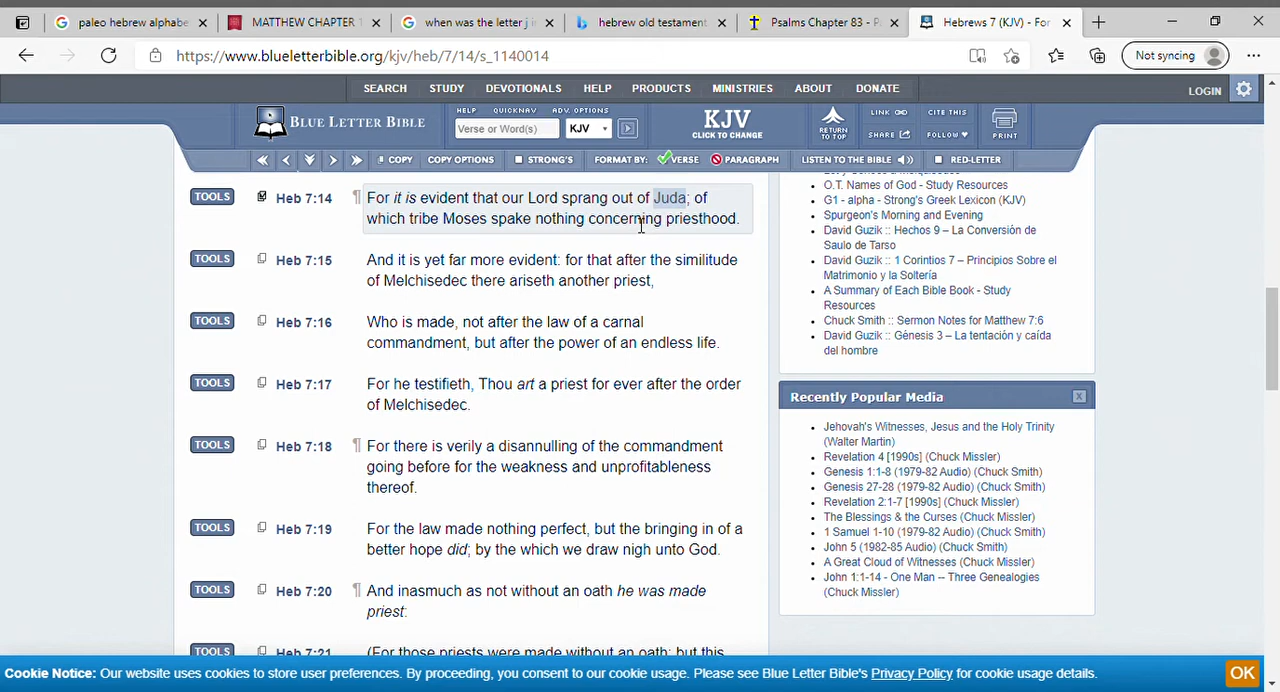 paleo hebrew alphabe
MATTHEW CHAPTER 1
when was the letter j in
hebrew old testament
Psalms Chapter 83 - P
Hebrews 7 (KJV) - For
https://www.blueletterbible.org/kjv/heb/7/14/s_1140014
Not syncing
SEARCH STUDY DEVOTIONALS HELP PRODUCTS MINISTRIES ABOUT DONATE
LOGIN
BLUE LETTER BIBLE
HELP QUICKNAV ADV. OPTIONS
Verse or Word(s) KJV
KJV
CLICK TO CHANGE
RETURN
TO TOP
LINK CITE THIS
SHARE FOLLOW
PRINT
COPY COPY OPTIONS STRONG'S FORMAT BY: VERSE PARAGRAPH LISTEN TO THE BIBLE RED-LETTER
TOOLS Heb 7:14 ¶ For it is evident that our Lord sprang out of Juda; of
which tribe Moses spake nothing concerning priesthood.
TOOLS Heb 7:15 And it is yet far more evident: for that after the similitude
of Melchisedec there ariseth another priest,
TOOLS Heb 7:16 Who is made, not after the law of a carnal
commandment, but after the power of an endless life.
TOOLS Heb 7:17 For he testifieth, Thou art a priest for ever after the order
of Melchisedec.
TOOLS Heb 7:18 ¶ For there is verily a disannulling of the commandment
going before for the weakness and unprofitableness
thereof.
TOOLS Heb 7:19 For the law made nothing perfect, but the bringing in of a
better hope did; by the which we draw nigh unto God.
TOOLS Heb 7:20 ¶ And inasmuch as not without an oath he was made
priest:
TOOLS Heb 7:21 (For those priests were made without an oath; but this
O.T. Names of God - Study Resources
G1 - alpha - Strong's Greek Lexicon (KJV)
Spurgeon's Morning and Evening
David Guzik :: Hechos 9 – La Conversión de
Saulo de Tarso
David Guzik :: 1 Corintios 7 – Principios Sobre el
Matrimonio y la Soltería
A Summary of Each Bible Book - Study
Resources
Chuck Smith :: Sermon Notes for Matthew 7:6
David Guzik :: Génesis 3 – La tentación y caída
del hombre
Recently Popular Media
Jehovah's Witnesses, Jesus and the Holy Trinity
(Walter Martin)
Revelation 4 [1990s] (Chuck Missler)
Genesis 1:1-8 (1979-82 Audio) (Chuck Smith)
Genesis 27-28 (1979-82 Audio) (Chuck Smith)
Revelation 2:1-7 [1990s] (Chuck Missler)
The Blessings & the Curses (Chuck Smith)
1 Samuel 1-10 (1979-82 Audio) (Chuck Smith)
John 5 (1982-85 Audio) (Chuck Smith)
A Great Cloud of Witnesses (Chuck Missler)
John 1:1-14 - One Man -- Three Genealogies
(Chuck Missler)
Cookie Notice: Our website uses cookies to store user preferences. By proceeding, you consent to our cookie usage. Please see Blue Letter Bible's Privacy Policy for cookie usage details.
OK